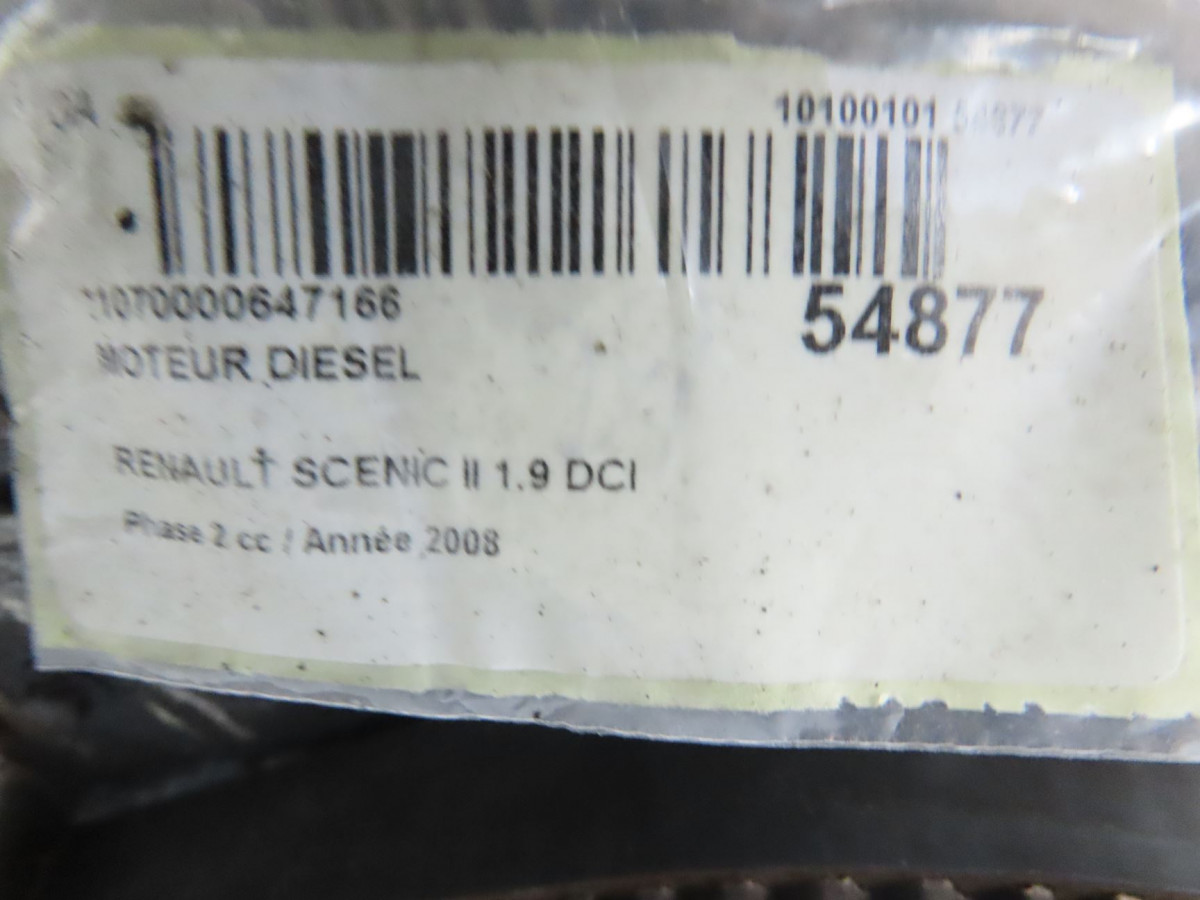 10100101 54877
*1070000647166
54877
MOTEUR DIESEL
RENAULT SCENIC II 1.9 DCI
Phase 2 cc / Année 2008